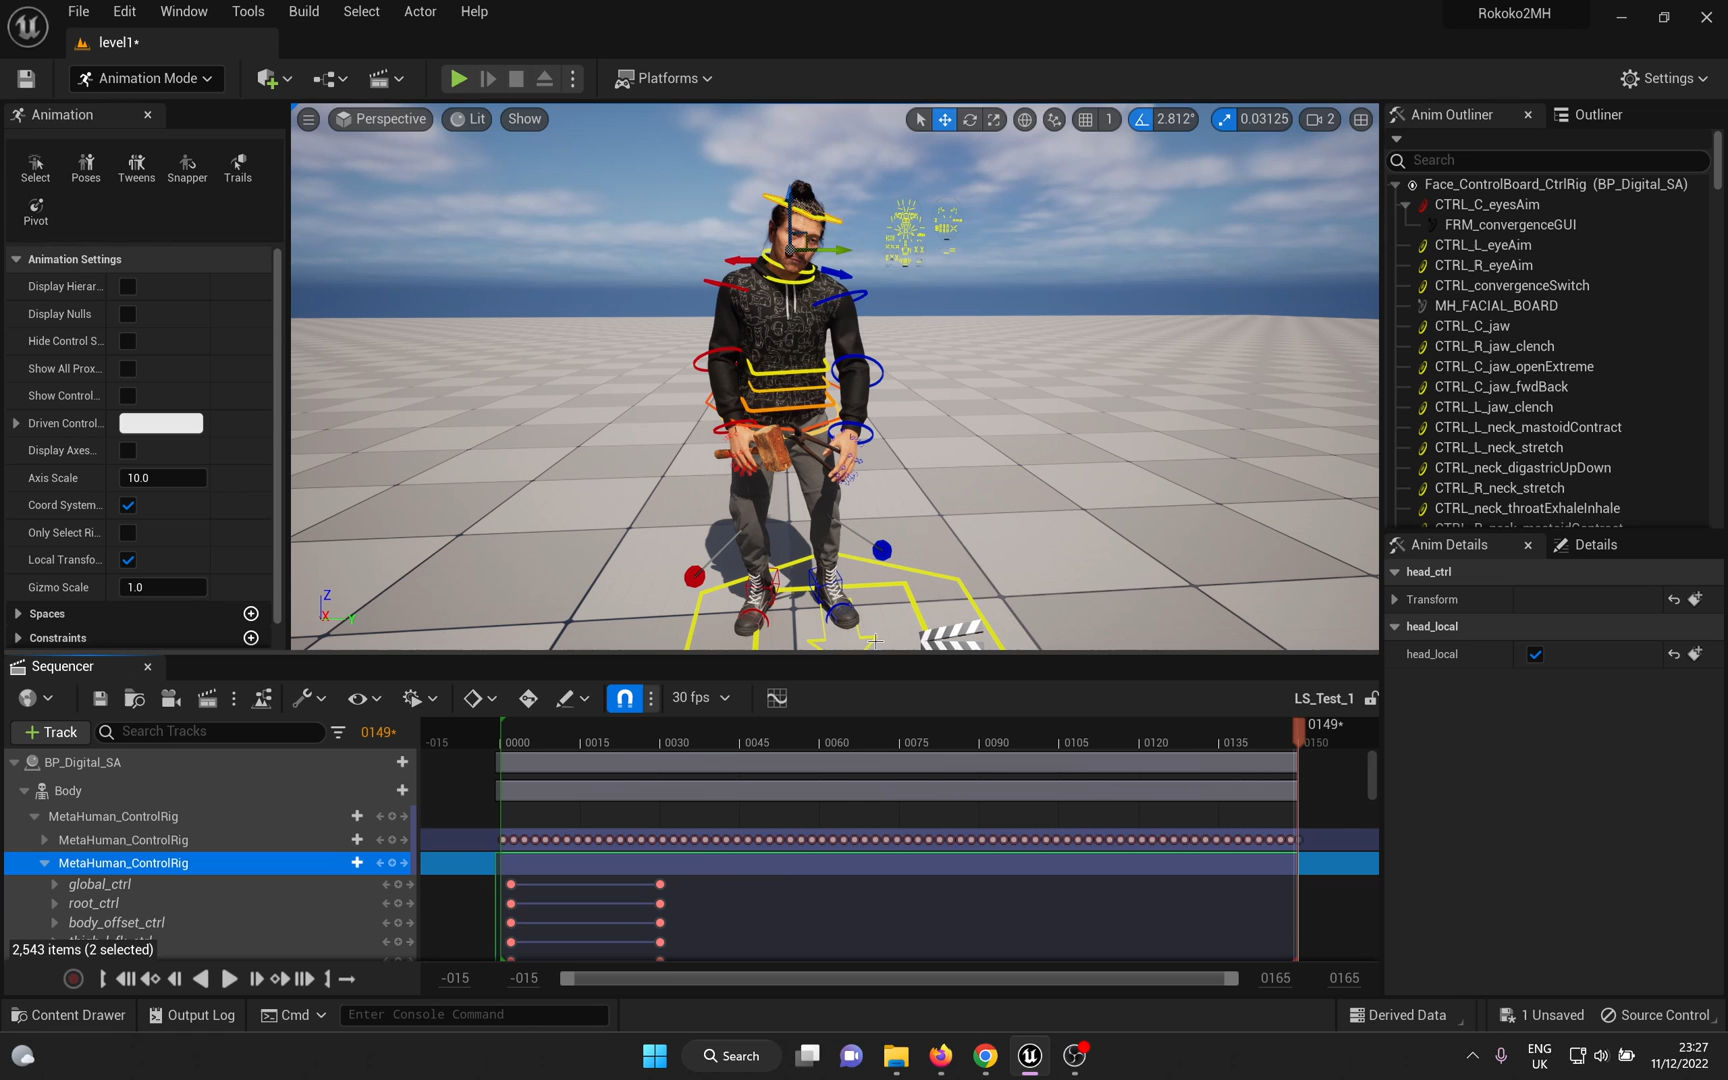 File Edit Window Tools Build Select Actor Help
Rokoko2MH
level1*
Animation Mode
Platforms
Settings
Animation
Perspective
Lit
Show
1
2.812°
0.03125
2
Anim Outliner
Outliner
Search
Select Poses Tweens Snapper Trails
Pivot
Face_ControlBoard_CtrlRig (BP_Digital_SA)
CTRL_C_eyesAim
FRM_convergenceGUI
CTRL_L_eyeAim
CTRL_R_eyeAim
CTRL_convergenceSwitch
MH_FACIAL_BOARD
CTRL_C_jaw
CTRL_R_jaw_clench
CTRL_C_jaw_openExtreme
CTRL_C_jaw_fwdBack
CTRL_L_jaw_clench
CTRL_L_neck_mastoidContract
CTRL_L_neck_stretch
CTRL_neck_digastricUpDown
CTRL_R_neck_stretch
CTRL_neck_throatExhaleInhale
Animation Settings
Display Hierar...
Display Nulls
Hide Control S...
Show All Prox...
Show Control...
Driven Control...
Display Axes...
Axis Scale 10.0
Coord System...
Only Select Ri...
Local Transfo...
Gizmo Scale 1.0
Spaces
Constraints
Z
X
Y
Anim Details
Details
head_ctrl
Transform
head_local
head_local
Sequencer
30 fps
LS_Test_1
Track
Search Tracks
0149*
-015 0000 0015 0030 0045 0060 0075 0090 0105 0120 0135 0150
0149*
BP_Digital_SA
Body
MetaHuman_ControlRig
MetaHuman_ControlRig
MetaHuman_ControlRig
global_ctrl
root_ctrl
body_offset_ctrl
2,543 items (2 selected)
-015 -015 0165 0165
Content Drawer
Output Log
Cmd
Enter Console Command
Derived Data
1 Unsaved
Source Control
Search
ENG
UK
23:27
11/12/2022